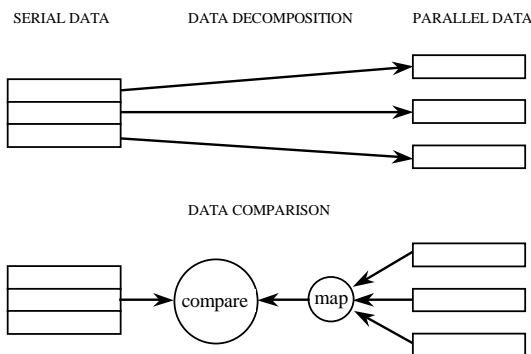 SERIAL DATA
DATA DECOMPOSITION
PARALLEL DATA
DATA COMPARISON
compare
map